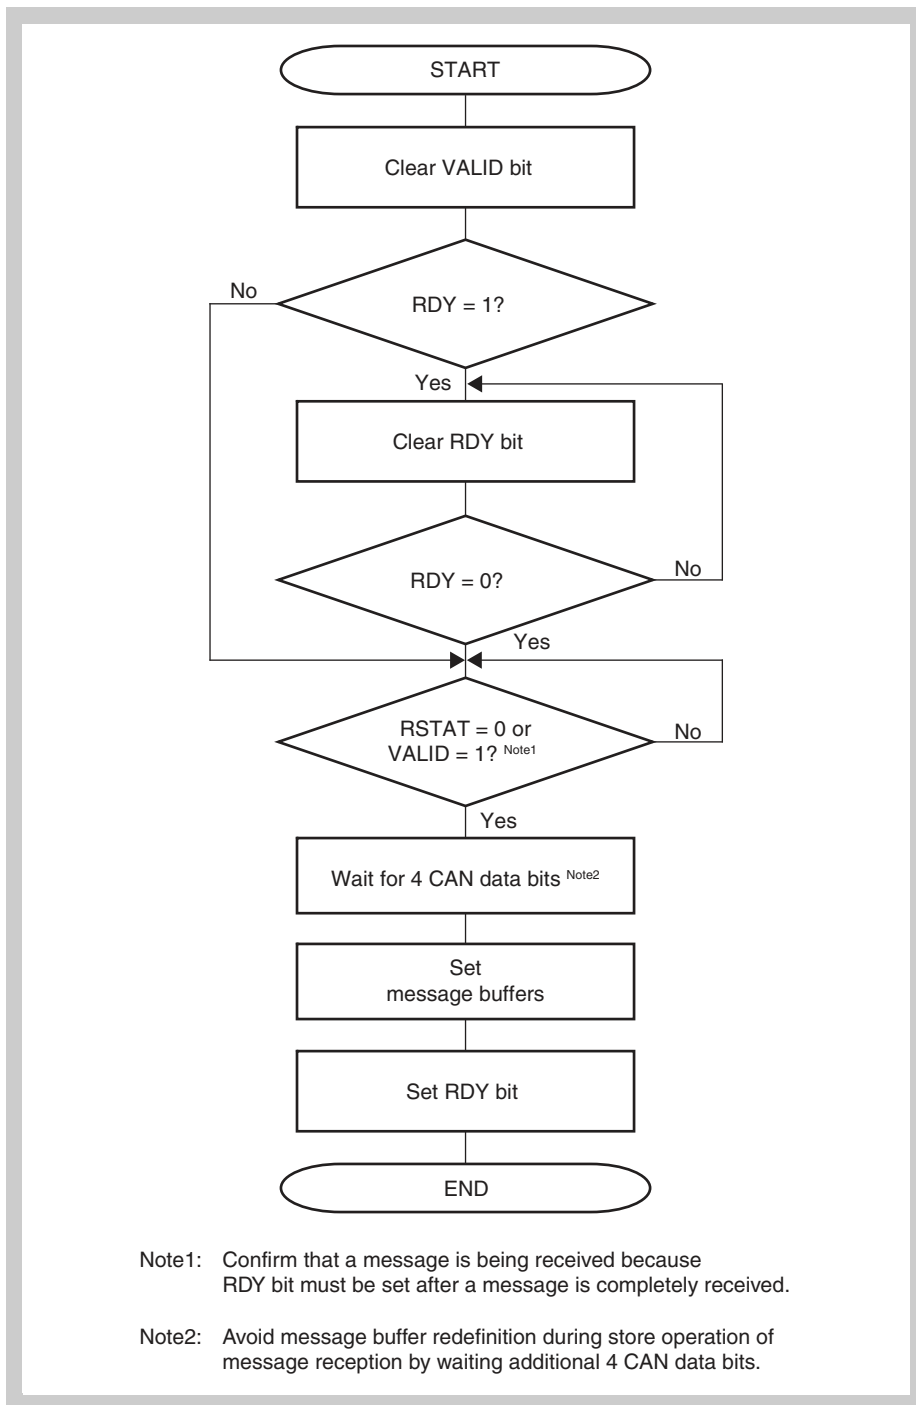 START
Clear VALID bit
No
RDY = 1?
Yes
Clear RDY bit
RDY = 0?
No
Yes
RSTAT = 0 or
VALID = 1? Note1
No
Yes
Wait for 4 CAN data bits Note2
Set
message buffers
Set RDY bit
END
Note1: Confirm that a message is being received because
RDY bit must be set after a message is completely received.
Note2: Avoid message buffer redefinition during store operation of
message reception by waiting additional 4 CAN data bits.